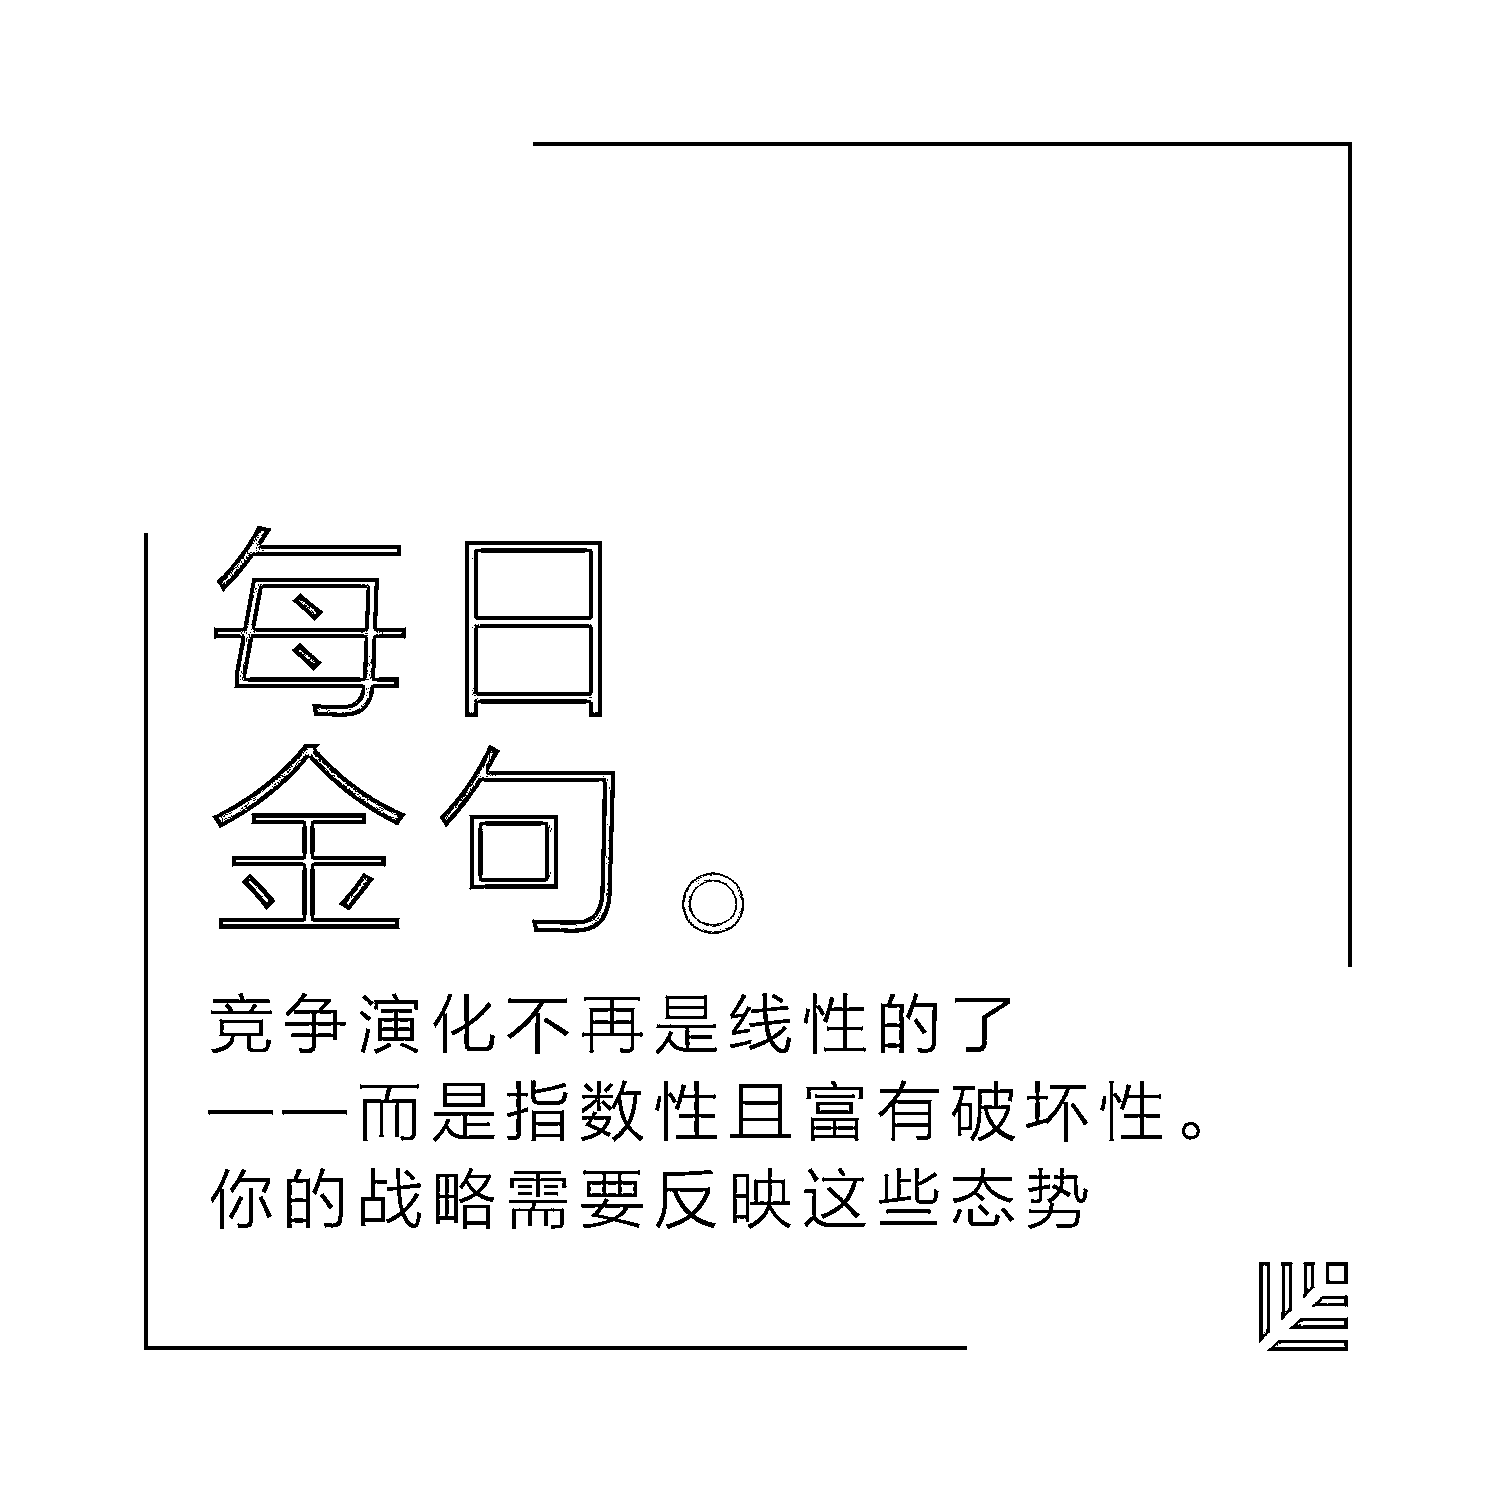 每日
金句。
竞争演化不再是线性的了
——而是指数性且富有破坏性。
你的战略需要反映这些态势